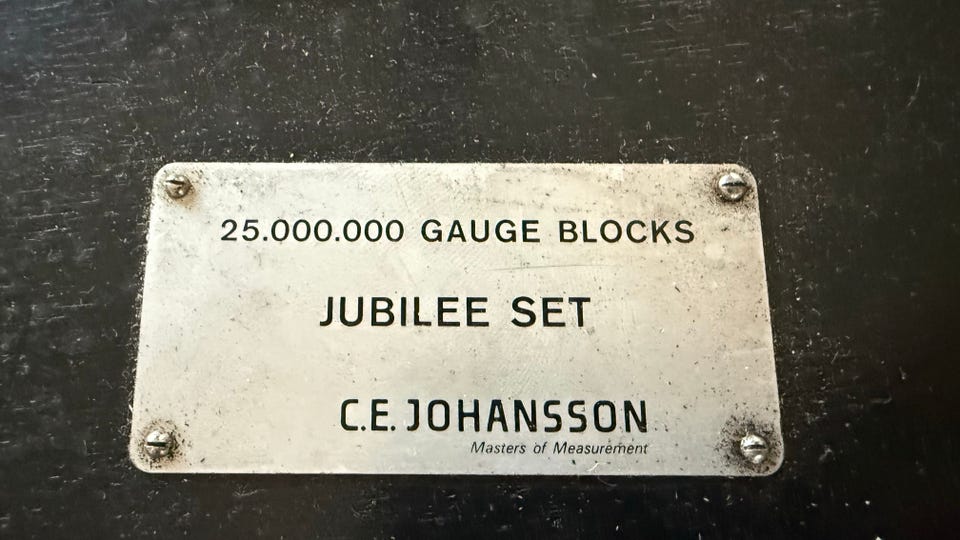 25.000.000 GAUGE BLOCKS
JUBILEE SET
C.E. JOHANSSON
Masters of Measurement